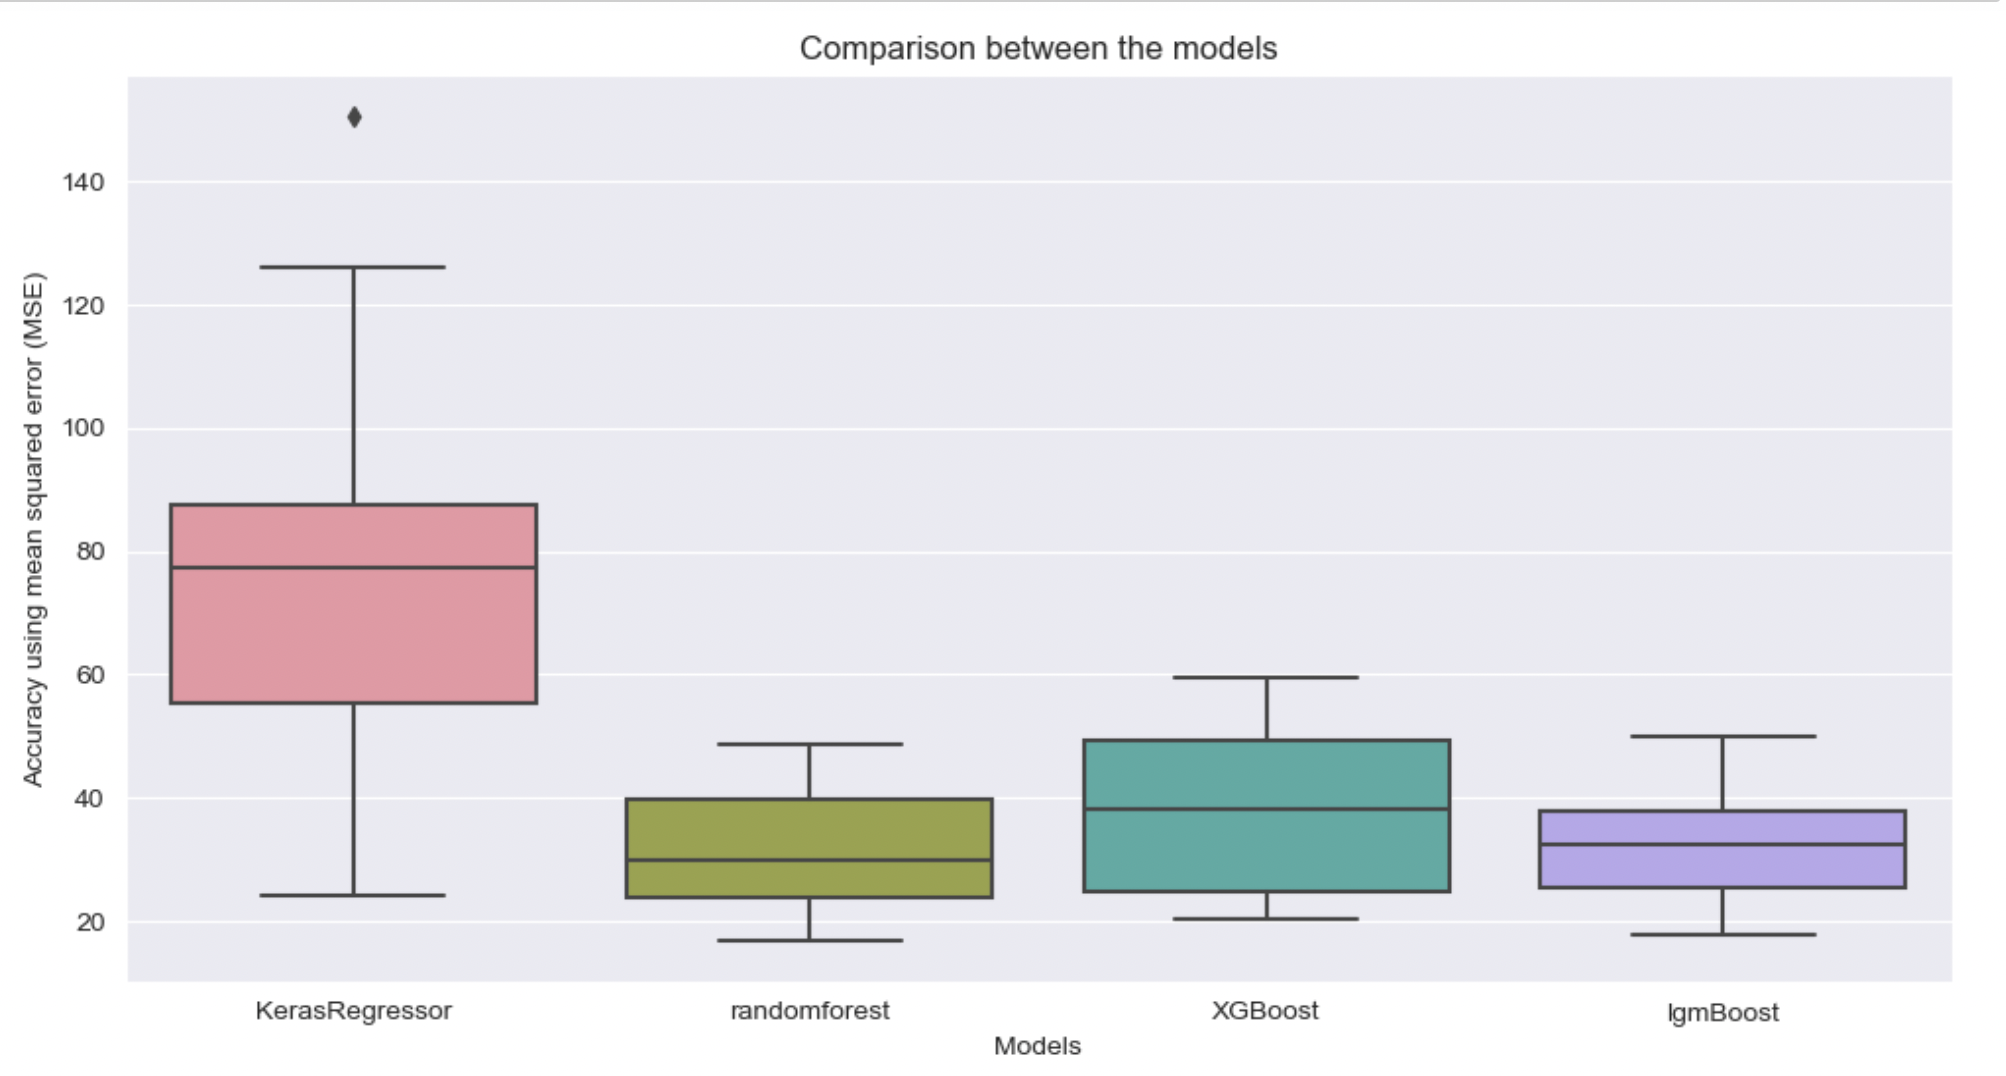 Comparison between the models
Accuracy using mean squared error (MSE)
140
120
100
80
60
40
20
KerasRegressor
randomforest
XGBoost
lgmBoost
Models